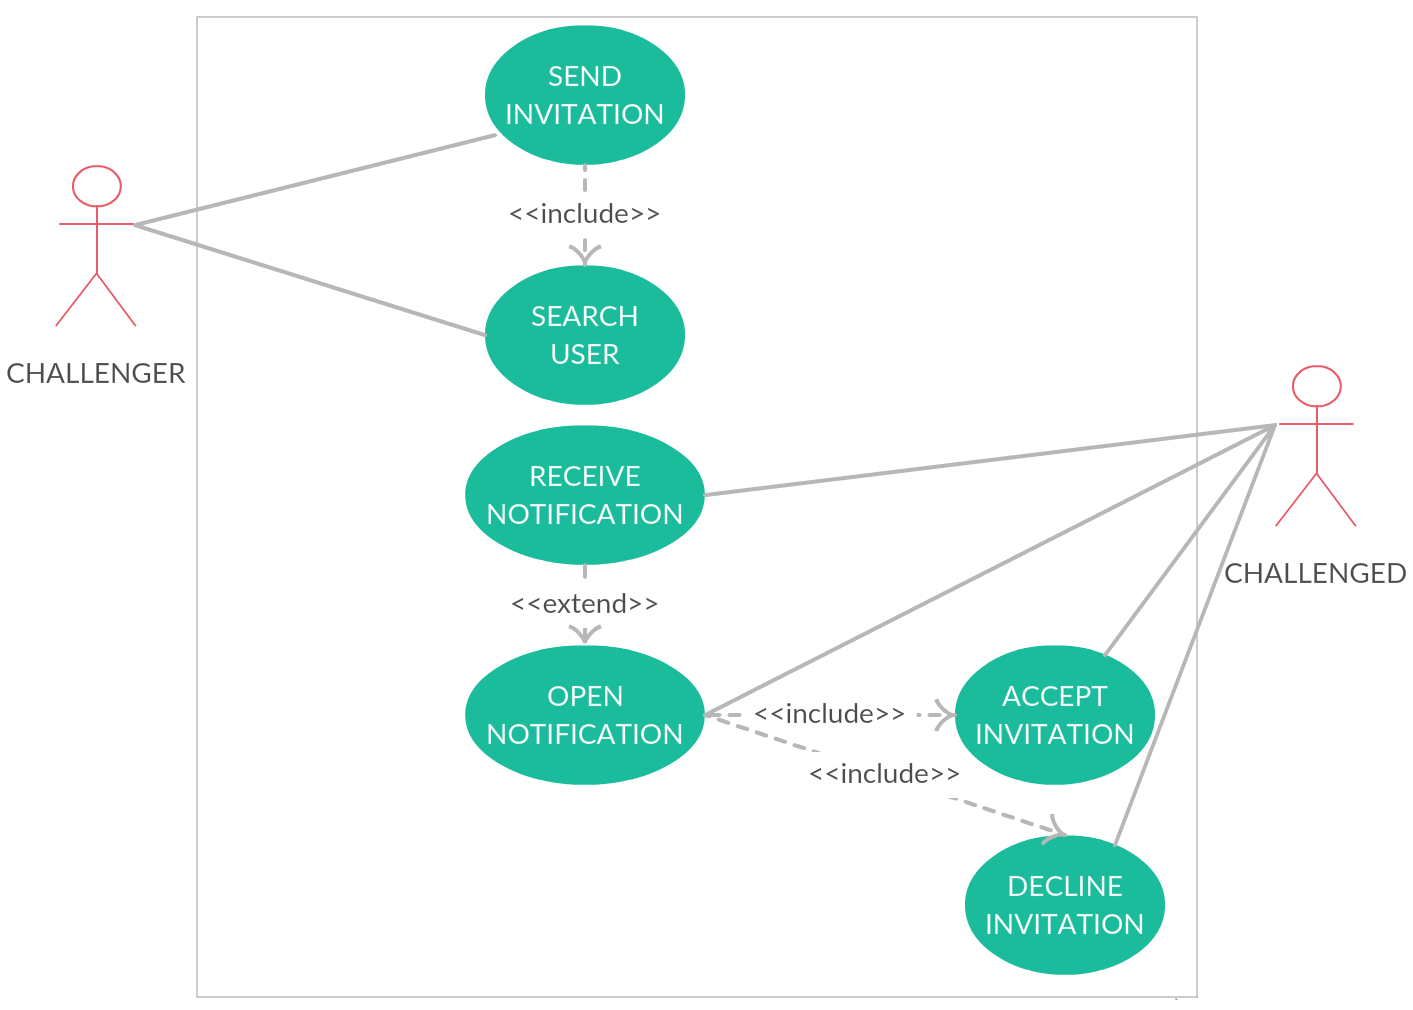 SEND
INVITATION
<<include>>
SEARCH
USER
CHALLENGER
RECEIVE
NOTIFICATION
CHALLENGED
<<extend>>
OPEN
NOTIFICATION
<<include>>
ACCEPT
INVITATION
<<include>>
DECLINE
INVITATION